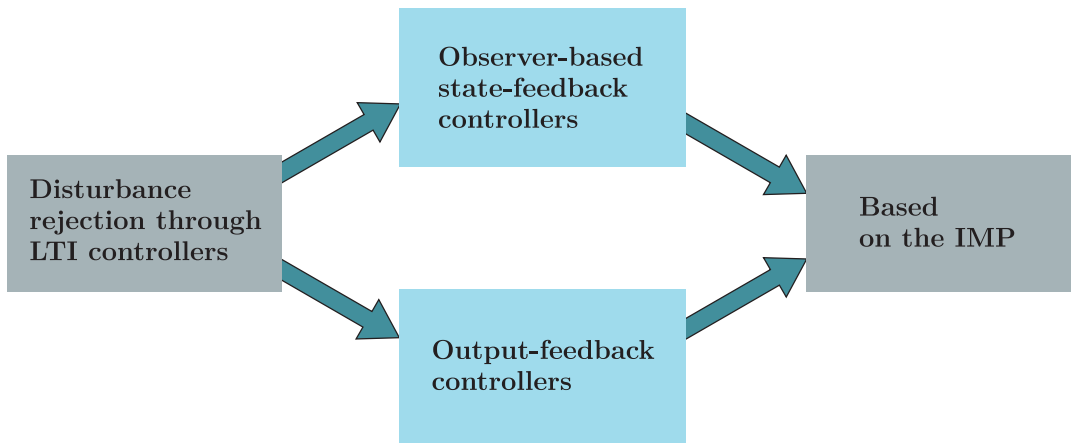 Observer-based
state-feedback
controllers
Disturbance
rejection through
LTI controllers
Based
on the IMP
Output-feedback
controllers